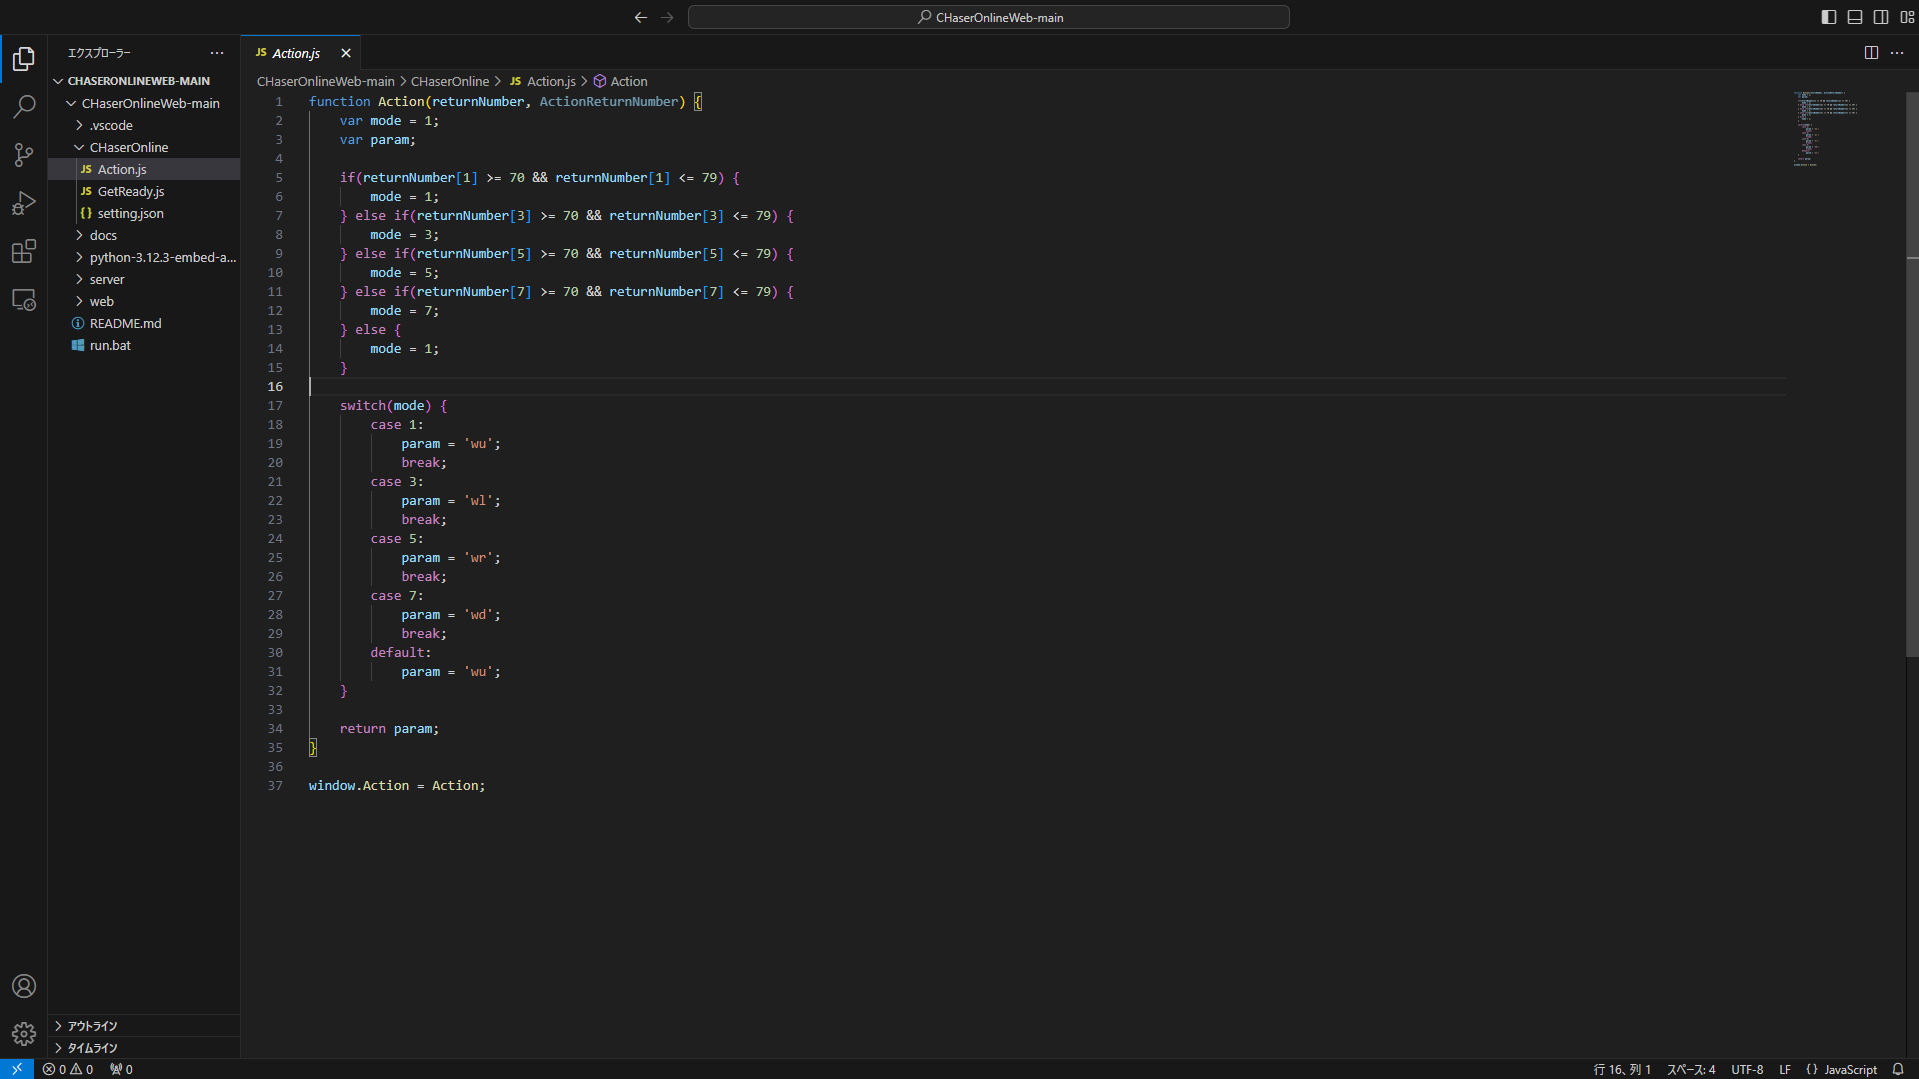 CHaserOnlineWeb-main
エクスプローラー
JS Action.js
CHASERONLINEWEB-MAIN
CHaserOnlineWeb-main
.vscode
CHaserOnline
JS Action.js
JS GetReady.js
{} setting.json
docs
python-3.12.3-embed-a...
server
web
README.md
run.bat
アウトライン
タイムライン
CHaserOnlineWeb-main > CHaserOnline > JS Action.js > Action
1 function Action(returnNumber, ActionReturnNumber) {
2     var mode = 1;
3     var param;
4
5     if(returnNumber[1] >= 70 && returnNumber[1] <= 79) {
6         mode = 1;
7     } else if(returnNumber[3] >= 70 && returnNumber[3] <= 79) {
8         mode = 3;
9     } else if(returnNumber[5] >= 70 && returnNumber[5] <= 79) {
10         mode = 5;
11     } else if(returnNumber[7] >= 70 && returnNumber[7] <= 79) {
12         mode = 7;
13     } else {
14         mode = 1;
15     }
16
17     switch(mode) {
18         case 1:
19             param = 'wu';
20             break;
21         case 3:
22             param = 'wl';
23             break;
24         case 5:
25             param = 'wr';
26             break;
27         case 7:
28             param = 'wd';
29             break;
30         default:
31             param = 'wu';
32     }
33
34     return param;
35 }
36
37 window.Action = Action;
0 0 0
行 16、列 1 スペース: 4 UTF-8 LF {} JavaScript